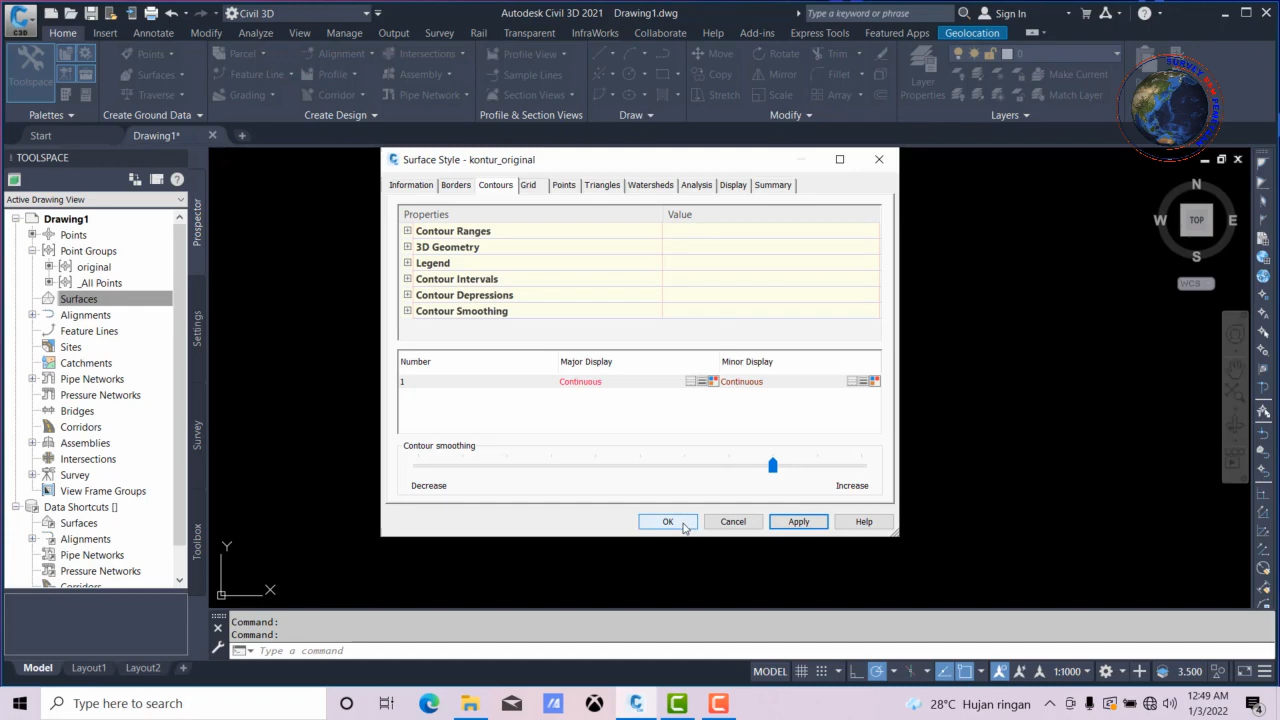 C3D
Civil 3D
Autodesk Civil 3D 2021 Drawing1.dwg
Type a keyword or phrase
Sign In
Home Insert Annotate Modify Analyze View Manage Output Survey Rail Transparent InfraWorks Collaborate Help Add-ins Express Tools Featured Apps Geolocation
Toolspace
Points
Surfaces
Traverse
Parcel
Feature Line
Grading
Alignment
Profile
Corridor
Intersections
Assembly
Pipe Network
Profile View
Sample Lines
Section Views
Move
Copy
Stretch
Rotate
Mirror
Scale
Trim
Fillet
Array
Layer
Properties
0
Make Current
Match Layer
Palettes
Create Ground Data
Create Design
Profile & Section Views
Draw
Modify
Layers
Start
Drawing1*
TOOLSPACE
Active Drawing View
Drawing1
Points
Point Groups
original
_All Points
Surfaces
Alignments
Feature Lines
Sites
Catchments
Pipe Networks
Pressure Networks
Bridges
Corridors
Assemblies
Intersections
Survey
View Frame Groups
Data Shortcuts []
Surfaces
Alignments
Pipe Networks
Pressure Networks
Corridors
Prospector
Settings
Survey
Toolbox
Surface Style - kontur_original
Information Borders Contours Grid Points Triangles Watersheds Analysis Display Summary
Properties Value
Contour Ranges
3D Geometry
Legend
Contour Intervals
Contour Depressions
Contour Smoothing
Number Major Display Minor Display
1 Continuous Continuous
Contour smoothing
Decrease Increase
OK Cancel Apply Help
N
W TOP E
S
WCS
Y
X
Command:
Command:
Type a command
Model Layout1 Layout2
MODEL
1:1000
3.500
Type here to search
28°C Hujan ringan
12:49 AM
1/3/2022
4